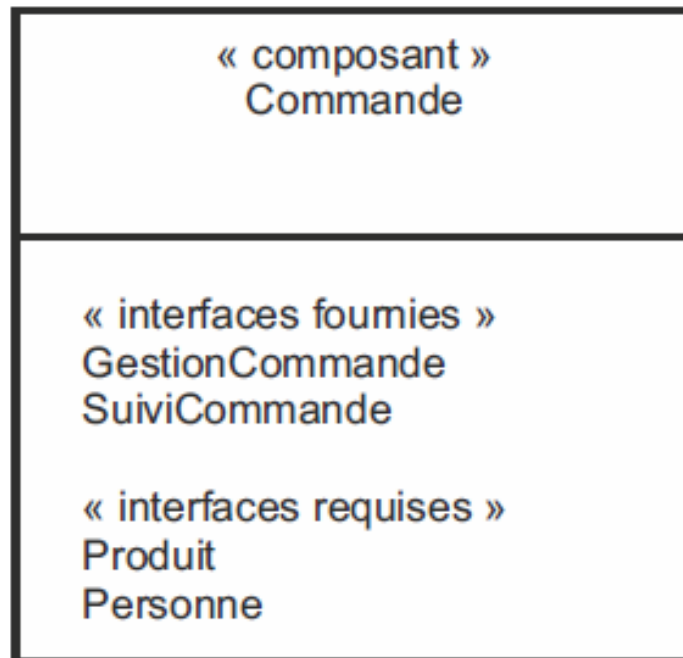 « composant »
Commande
« interfaces fournies »
GestionCommande
SuiviCommande
« interfaces requises »
Produit
Personne